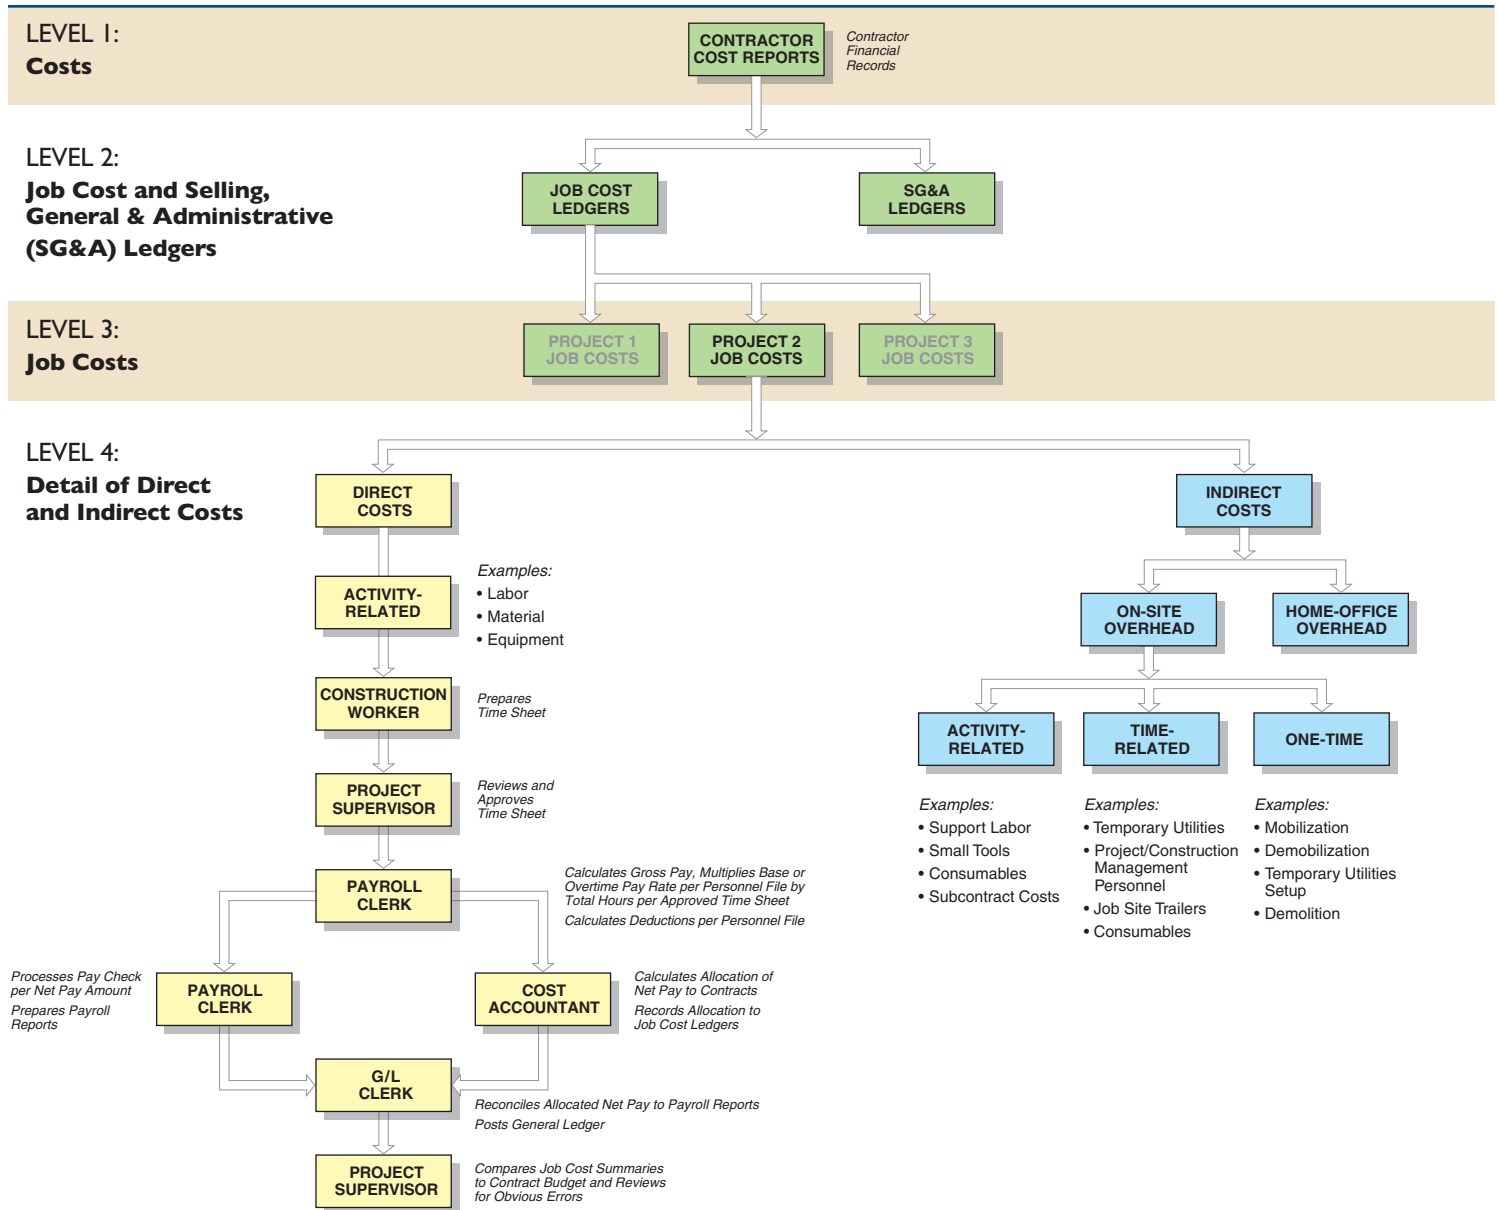 LEVEL 1:
Costs
CONTRACTOR
COST REPORTS
Contractor
Financial
Records
LEVEL 2:
Job Cost and Selling,
General & Administrative
(SG&A) Ledgers
JOB COST
LEDGERS
SG&A
LEDGERS
LEVEL 3:
Job Costs
PROJECT 1
JOB COSTS
PROJECT 2
JOB COSTS
PROJECT 3
JOB COSTS
LEVEL 4:
Detail of Direct
and Indirect Costs
DIRECT
COSTS
INDIRECT
COSTS
ACTIVITY-
RELATED
Examples:
• Labor
• Material
• Equipment
ON-SITE
OVERHEAD
HOME-OFFICE
OVERHEAD
CONSTRUCTION
WORKER
Prepares
Time Sheet
ACTIVITY-
RELATED
TIME-
RELATED
ONE-TIME
PROJECT
SUPERVISOR
Reviews and
Approves
Time Sheet
Examples:
• Support Labor
• Small Tools
• Consumables
• Subcontract Costs
Examples:
• Temporary Utilities
• Project/Construction
Management
Personnel
• Job Site Trailers
• Consumables
Examples:
• Mobilization
• Demobilization
• Temporary Utilities
Setup
• Demolition
PAYROLL
CLERK
Calculates Gross Pay, Multiplies Base or
Overtime Pay Rate per Personnel File by
Total Hours per Approved Time Sheet
Calculates Deductions per Personnel File
Processes Pay Check
per Net Pay Amount
Prepares Payroll
Reports
PAYROLL
CLERK
COST
ACCOUNTANT
Calculates Allocation of
Net Pay to Contracts
Records Allocation to
Job Cost Ledgers
G/L
CLERK
Reconciles Allocated Net Pay to Payroll Reports
Posts General Ledger
PROJECT
SUPERVISOR
Compares Job Cost Summaries
to Contract Budget and Reviews
for Obvious Errors